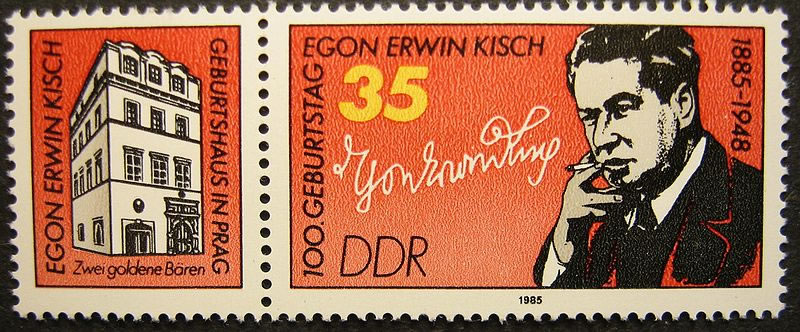 EGON ERWIN KISCH
GEBURTSHAUS IN PRAG
Zwei goldene Bären
100. GEBURTSTAG
EGON ERWIN KISCH
1885-1948
35
DDR
1985